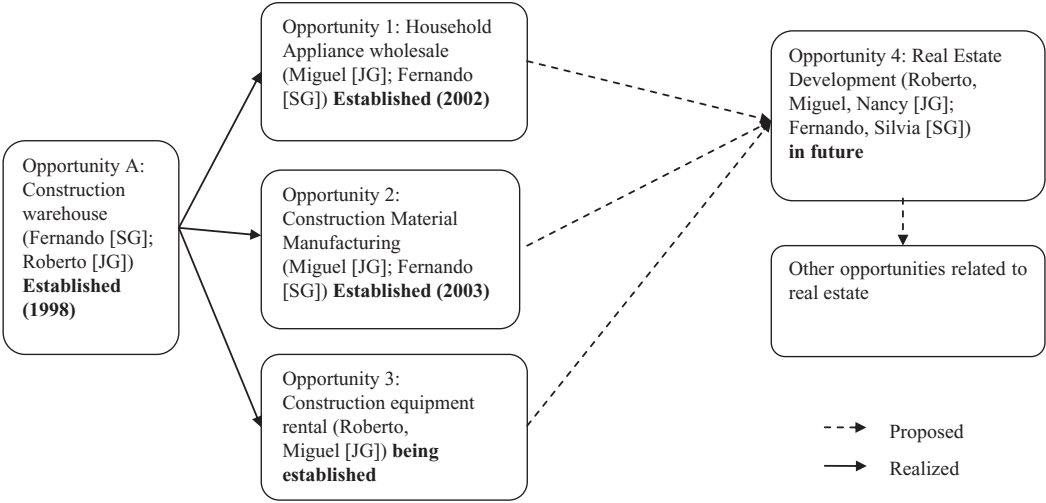 Opportunity A:
Construction
warehouse
(Fernando [SG];
Roberto [JG])
Established
(1998)
Opportunity 1: Household
Appliance wholesale
(Miguel [JG]; Fernando
[SG]) Established (2002)
Opportunity 2:
Construction Material
Manufacturing
(Miguel [JG]; Fernando
[SG]) Established (2003)
Opportunity 3:
Construction equipment
rental (Roberto,
Miguel [JG]) being
established
Opportunity 4: Real Estate
Development (Roberto,
Miguel, Nancy [JG];
Fernando, Silvia [SG])
in future
Other opportunities related to
real estate
Proposed
Realized